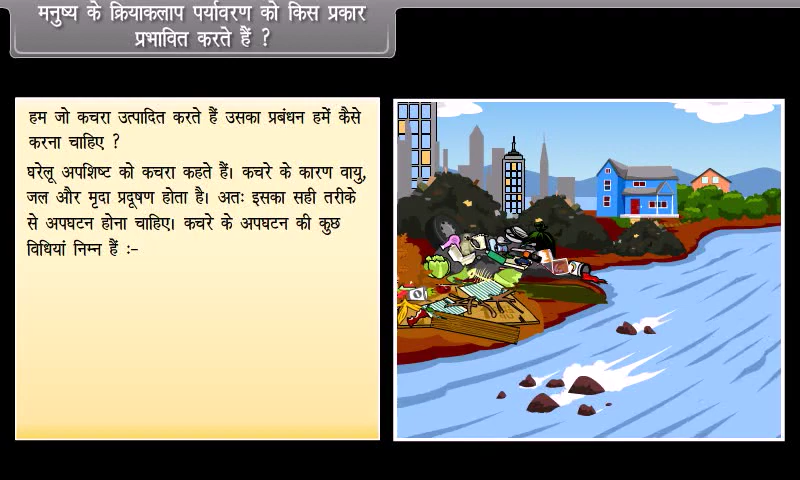 मनुष्य के क्रियाकलाप पर्यावरण को किस प्रकार
प्रभावित करते हैं ?
हम जो कचरा उत्पादित करते हैं उसका प्रबंधन हमें कैसे
करना चाहिए ?
घरेलू अपशिष्ट को कचरा कहते हैं। कचरे के कारण वायु,
जल और मृदा प्रदूषण होता है। अतः इसका सही तरीके
से अपघटन होना चाहिए। कचरे के अपघटन की कुछ
विधियां निम्न हैं :–